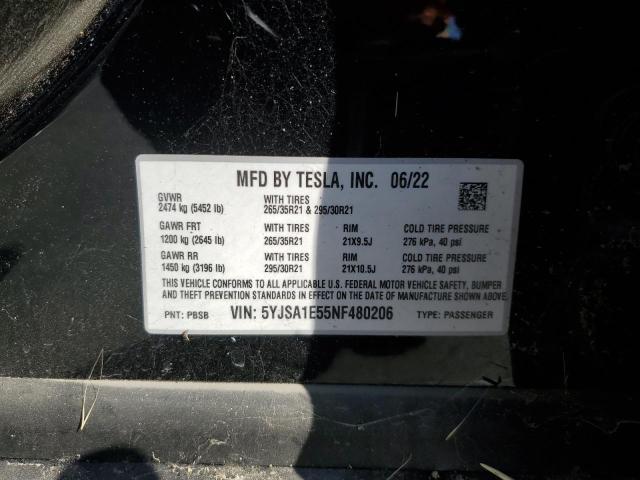 MFD BY TESLA, INC. 06/22
GVWR WITH TIRES
2474 kg (5452 lb) 265/35R21 & 295/30R21
GAWR FRT WITH TIRES RIM COLD TIRE PRESSURE
1200 kg (2645 lb) 265/35R21 21X9.5J 276 kPa, 40 psi
GAWR RR WITH TIRES RIM COLD TIRE PRESSURE
1450 kg (3196 lb) 295/30R21 21X10.5J 276 kPa, 40 psi
THIS VEHICLE CONFORMS TO ALL APPLICABLE U.S. FEDERAL MOTOR VEHICLE SAFETY, BUMPER
AND THEFT PREVENTION STANDARDS IN EFFECT ON THE DATE OF MANUFACTURE SHOWN ABOVE.
PNT: PBSB VIN: 5YJSA1E55NF480206 TYPE: PASSENGER